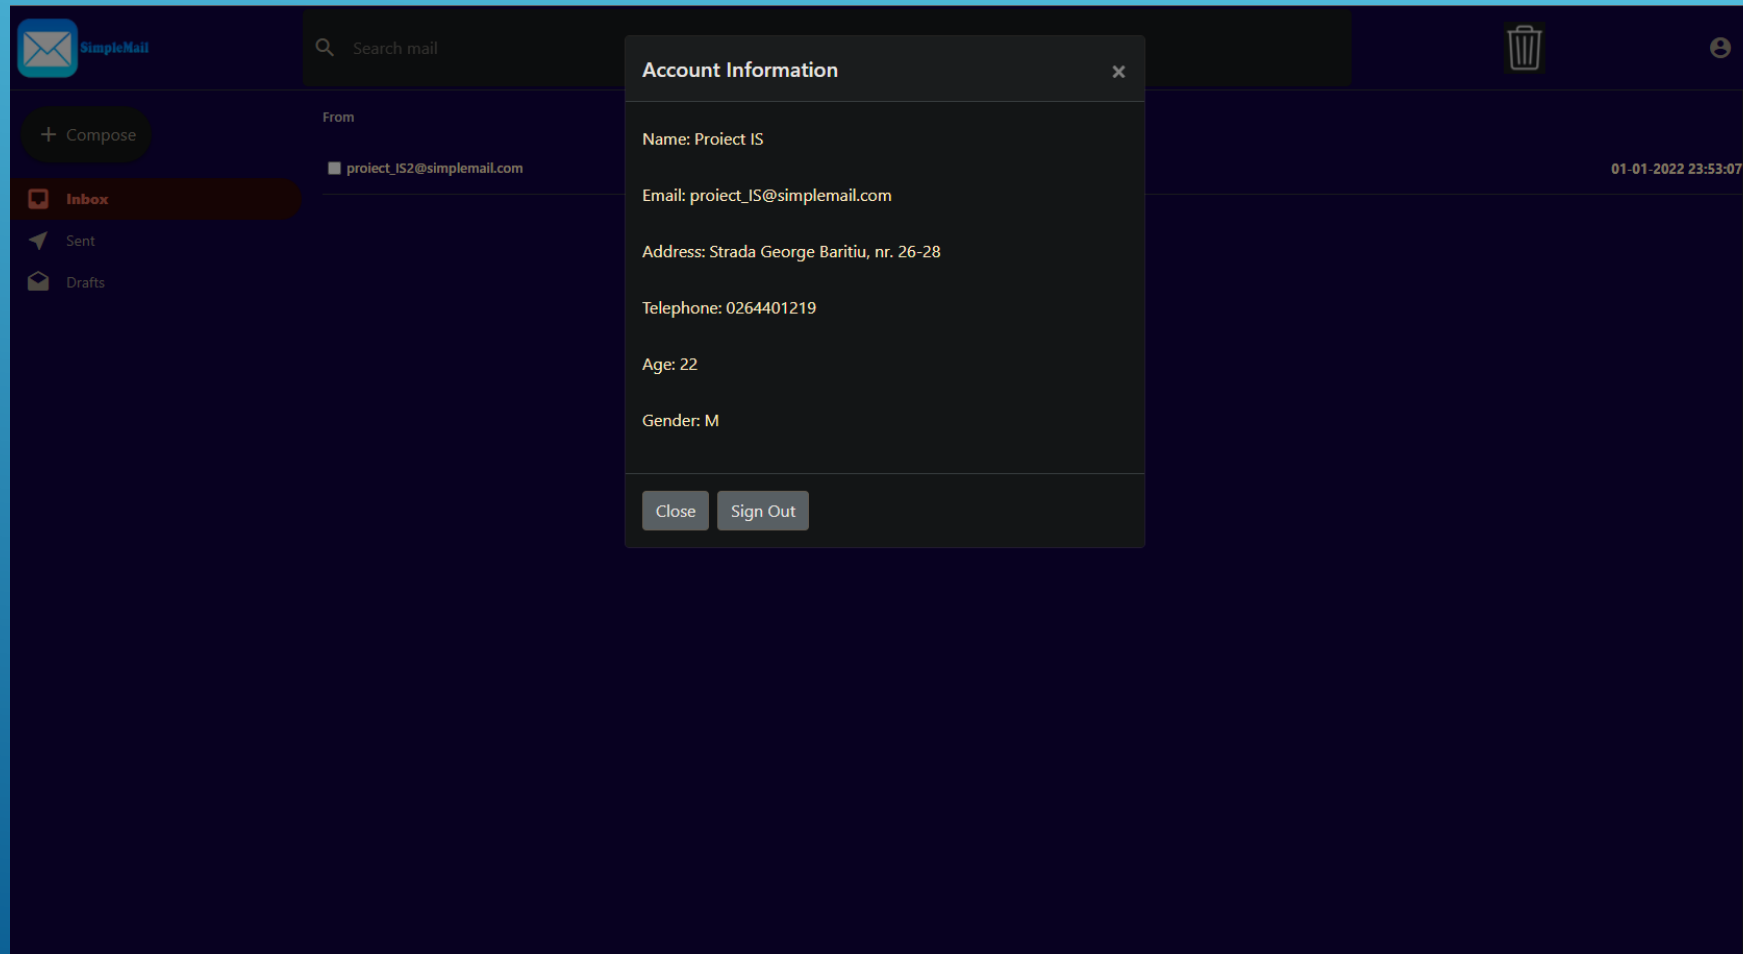 SimpleMail
Search mail
Compose
Inbox
Sent
Drafts
From
proiect_IS2@simplemail.com
01-01-2022 23:53:07
Account Information
×
Name: Proiect IS
Email: proiect_IS@simplemail.com
Address: Strada George Baritiu, nr. 26-28
Telephone: 0264401219
Age: 22
Gender: M
Close
Sign Out